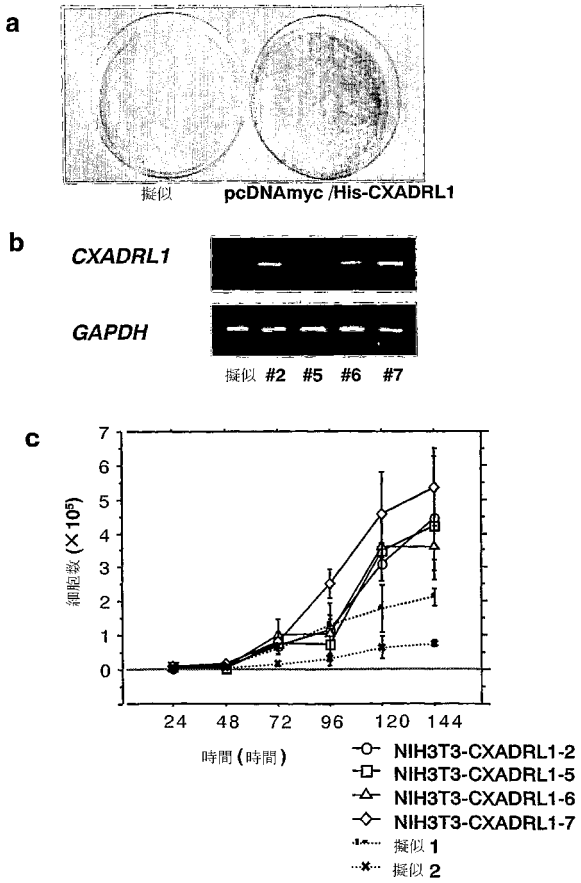 a
擬似 pcDNAmyc /His-CXADRL1
b
CXADRL1
GAPDH
擬似 #2 #5 #6 #7
c
細胞数 (×10⁵)
7
6
5
4
3
2
1
0
24 48 72 96 120 144
時間 (時間)
NIH3T3-CXADRL1-2
NIH3T3-CXADRL1-5
NIH3T3-CXADRL1-6
NIH3T3-CXADRL1-7
擬似 1
擬似 2